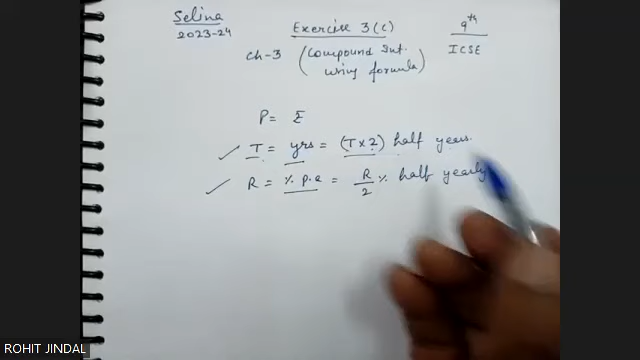 Selina
2023-24
Exercise 3(C)
9th
ICSE
Ch-3 (Compound Int. using formula)
P= ₹
✓ T = yrs = (T×2) half years.
✓ R = % p.a = R/2 % half yearly
ROHIT JINDAL